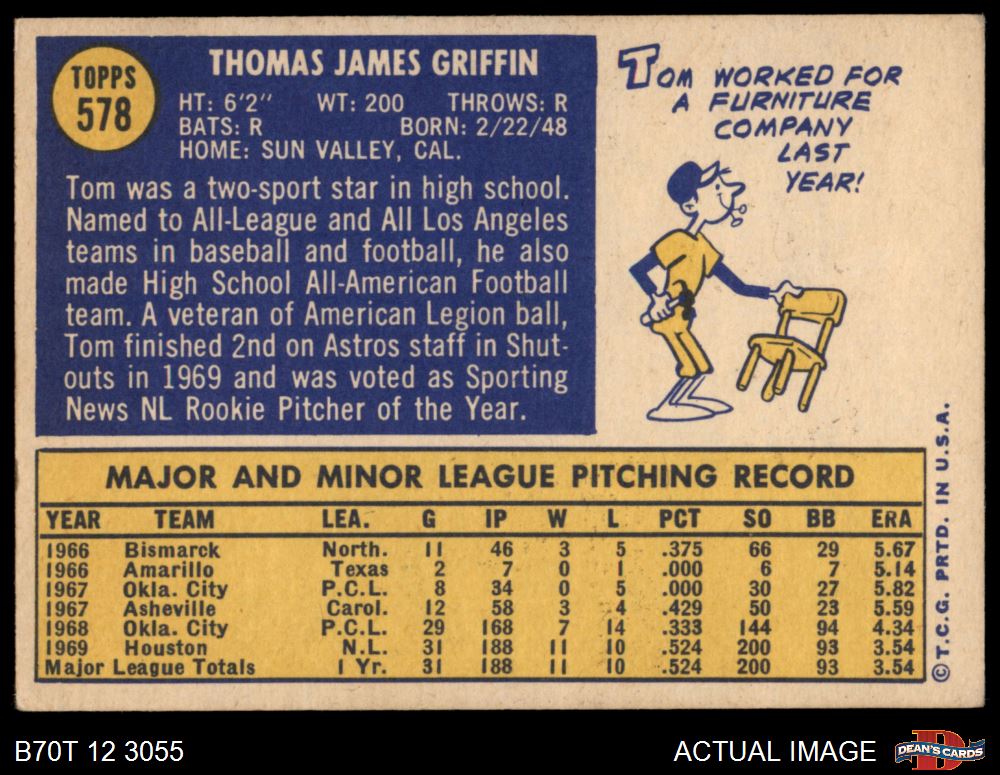 TOPPS
578
THOMAS JAMES GRIFFIN
HT: 6'2" WT: 200 THROWS: R
BATS: R BORN: 2/22/48
HOME: SUN VALLEY, CAL.
Tom was a two-sport star in high school.
Named to All-League and All Los Angeles
teams in baseball and football, he also
made High School All-American Football
team. A veteran of American Legion ball,
Tom finished 2nd on Astros staff in Shut-
outs in 1969 and was voted as Sporting
News NL Rookie Pitcher of the Year.
TOM WORKED FOR
A FURNITURE
COMPANY
LAST
YEAR!
MAJOR AND MINOR LEAGUE PITCHING RECORD
YEAR TEAM LEA. G IP W L PCT SO BB ERA
1966 Bismarck North. 11 46 3 5 .375 66 29 5.67
1966 Amarillo Texas 2 7 0 1 .000 6 7 5.14
1967 Okla. City P.C.L. 8 34 0 5 .000 30 27 5.82
1967 Asheville Carol. 12 58 3 4 .429 50 23 5.59
1968 Okla. City P.C.L. 29 168 7 14 .333 144 94 4.34
1969 Houston N.L. 31 188 11 10 .524 200 93 3.54
Major League Totals 1 Yr. 31 188 11 10 .524 200 93 3.54
©T.C.G. PRTD. IN U.S.A.
B70T 12 3055
ACTUAL IMAGE
D
DEAN'S CARDS